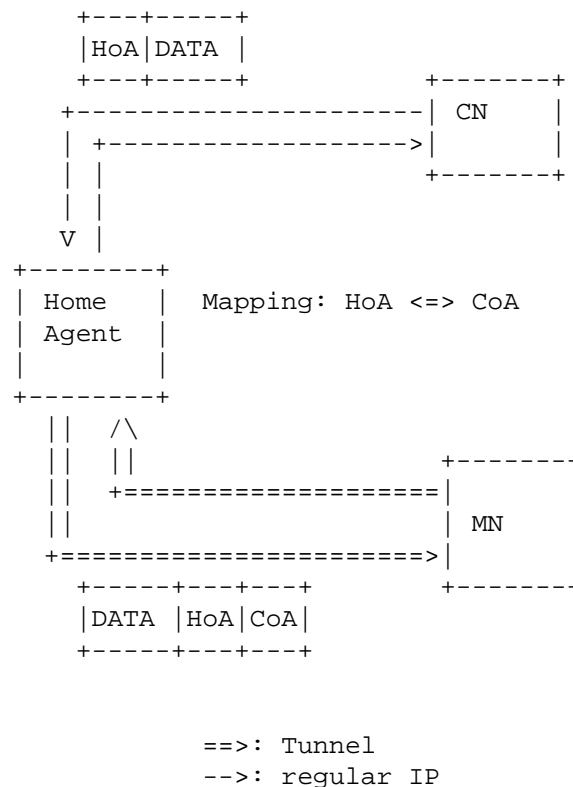 HoA DATA
CN
Home Mapping: HoA <=> CoA
Agent
MN
DATA HoA CoA
==>: Tunnel
-->: regular IP